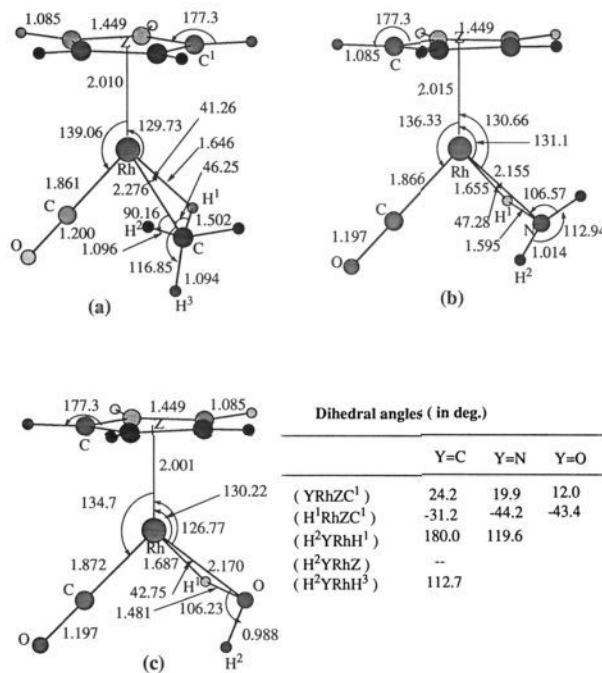 1.085 1.449 177.3
Z
C¹
2.010
41.26
139.06 129.73
1.646
Rh
46.25
2.276
H¹
1.861
C
90.16 1.502
1.200
H²
C
O
1.096
116.85 1.094
H³
(a)
177.3 1.449
Z
1.085 C
2.015
136.33 130.66
131.1
Rh
2.155
1.866
1.655 106.57
C
H¹
47.28 N 112.94
1.197
1.595 1.014
O
H²
(b)
177.3 1.449 1.085
C Z
2.001
134.7 130.22
126.77
Rh
1.872 1.687 2.170
C
42.75 H¹ O
1.481 106.23
O 1.197 0.988
H²
(c)
Dihedral angles ( in deg.)
Y=C Y=N Y=O
( YRhZC¹ ) 24.2 19.9 12.0
( H¹RhZC¹ ) -31.2 -44.2 -43.4
( H²YRhH¹ ) 180.0 119.6
( H²YRhZ ) --
( H²YRhH³ ) 112.7